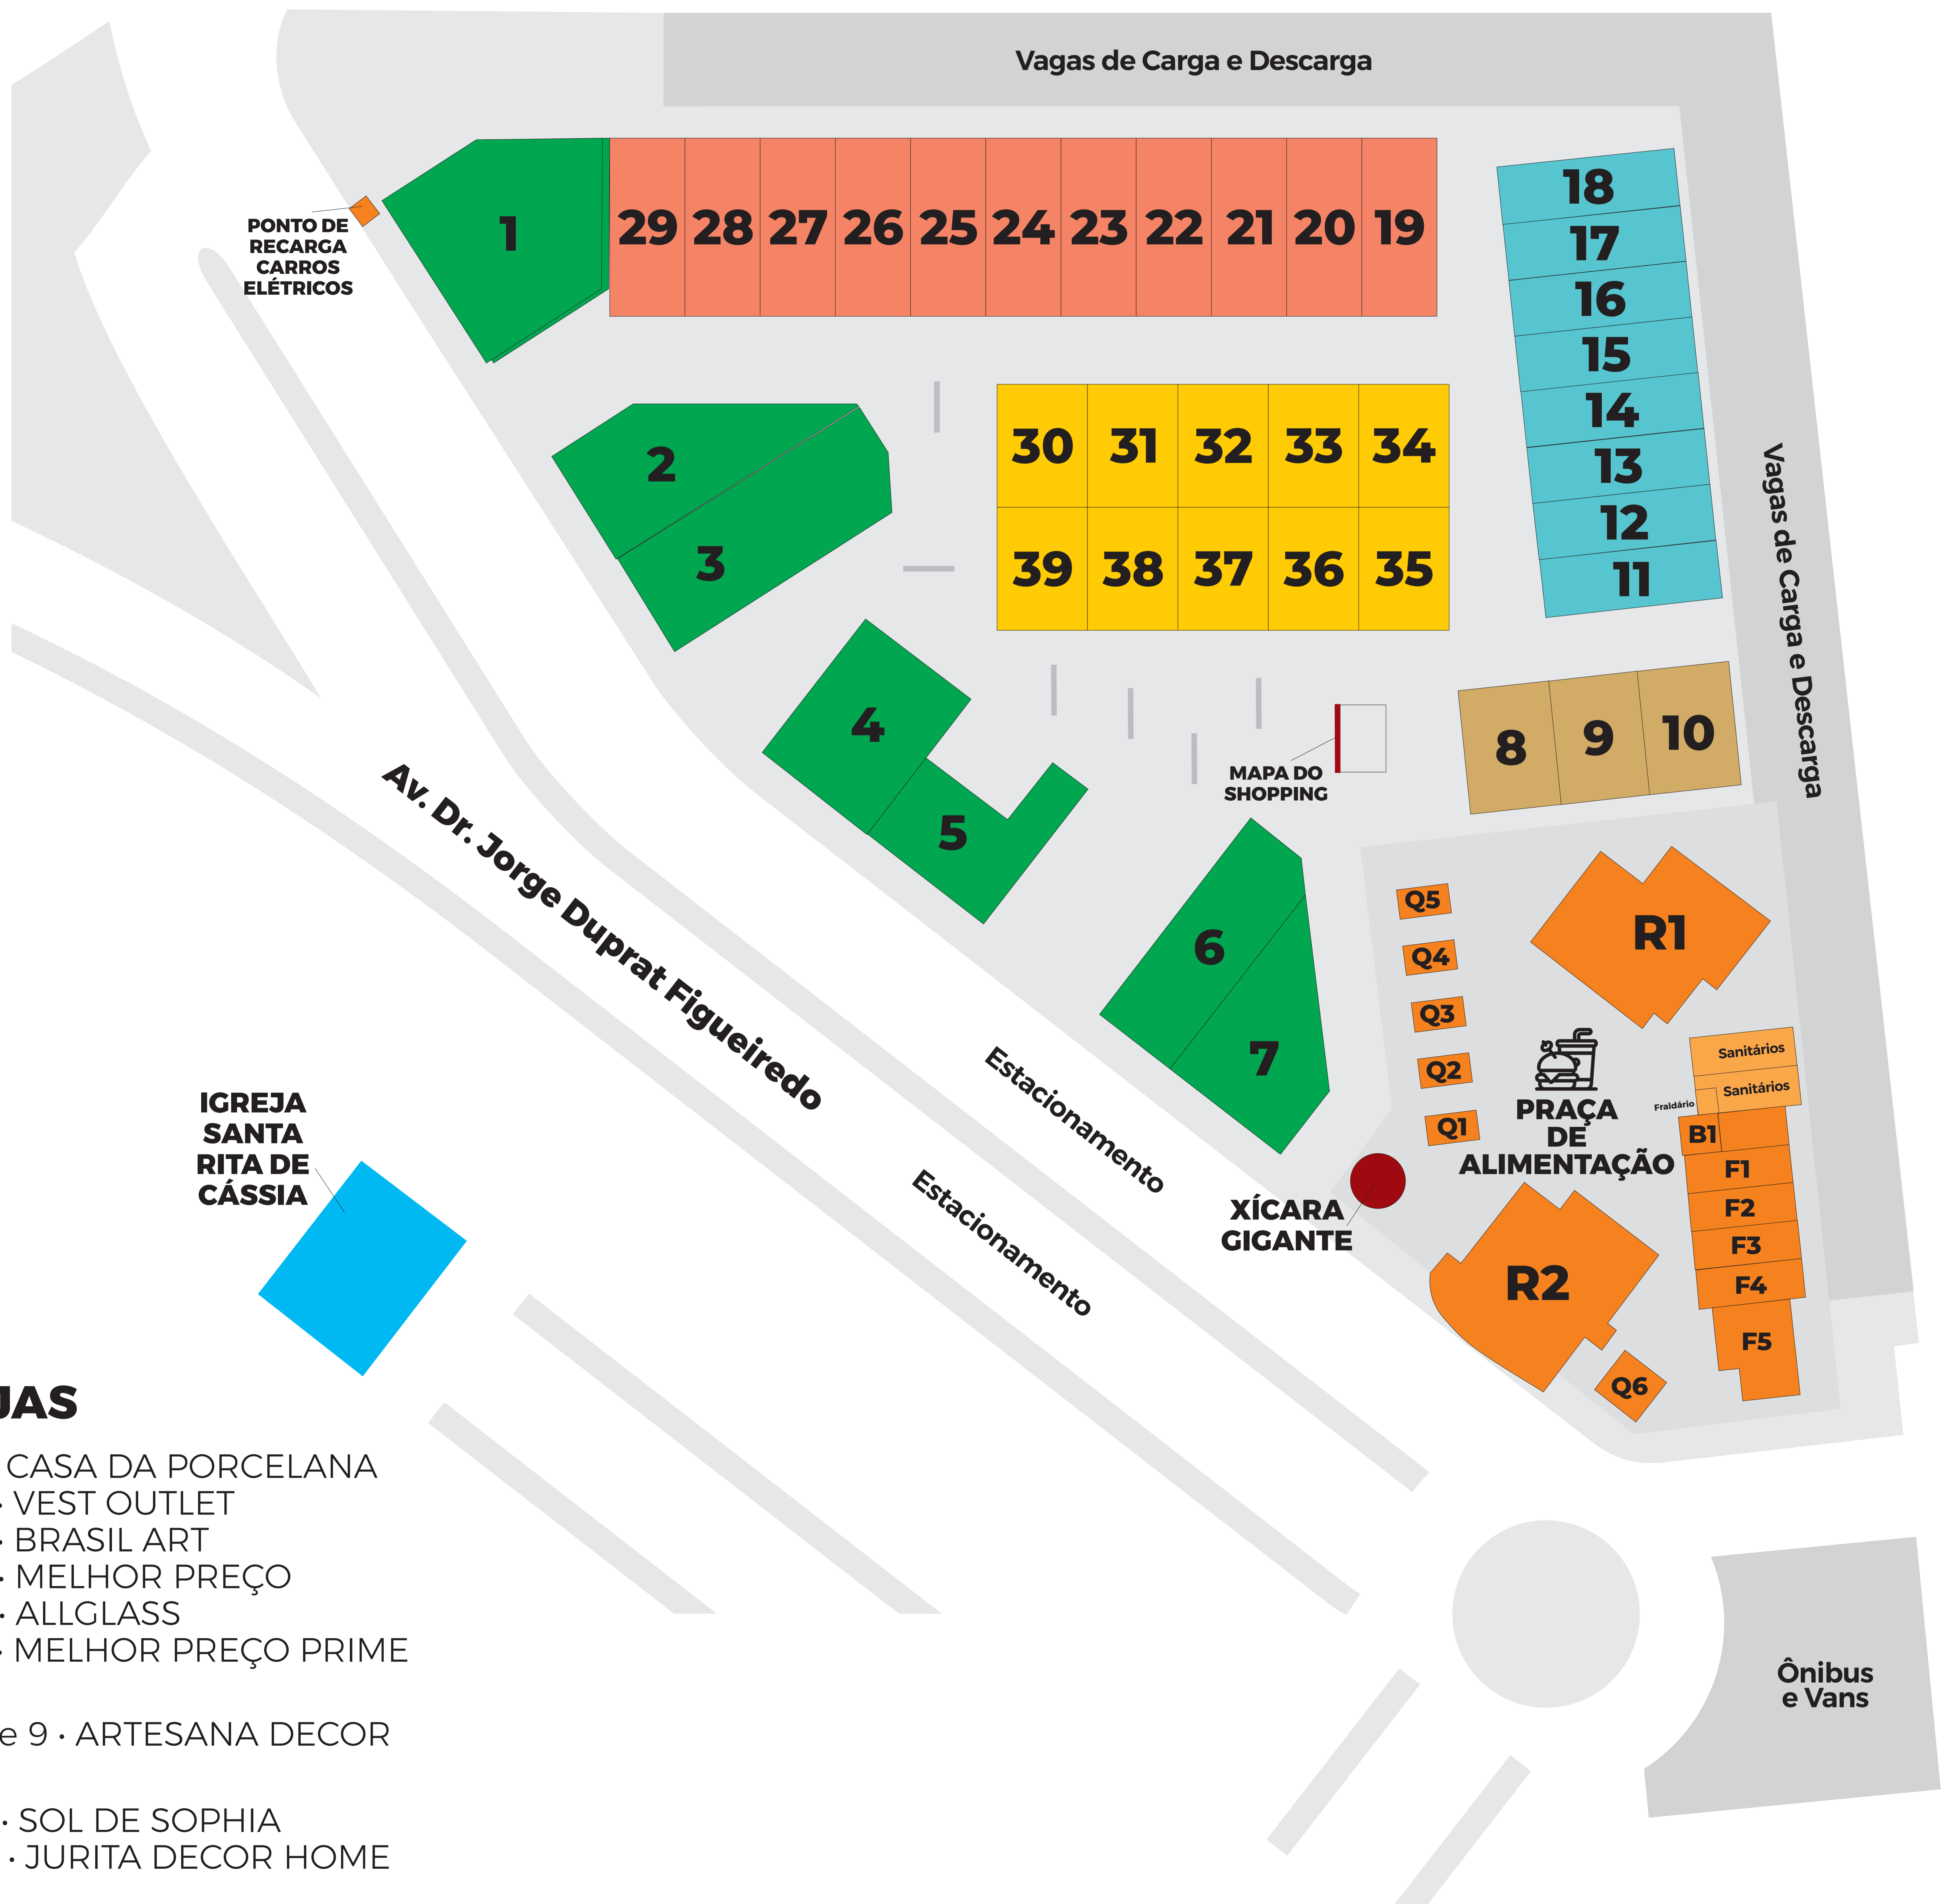 Vagas de Carga e Descarga
PONTO DE
RECARGA
CARROS
ELÉTRICOS
1
29 28 27 26 25 24 23 22 21 20 19
18
17
16
15
14
13
12
11
2
3
30 31 32 33 34
39 38 37 36 35
Vagas de Carga e Descarga
4
5
MAPA DO
SHOPPING
8 9 10
Av. Dr. Jorge Duprat Figueiredo
6
7
Estacionamento
Estacionamento
Q5
Q4
Q3
Q2
Q1
R1
PRAÇA
DE
ALIMENTAÇÃO
Sanitários
Sanitários
Fraldário
B1
F1
F2
F3
F4
F5
XÍCARA
GIGANTE
R2
Q6
IGREJA
SANTA
RITA DE
CÁSSIA
JAS
CASA DA PORCELANA
• VEST OUTLET
• BRASIL ART
• MELHOR PREÇO
• ALLGLASS
• MELHOR PREÇO PRIME
e 9 • ARTESANA DECOR
• SOL DE SOPHIA
• JURITA DECOR HOME
Ônibus
e Vans